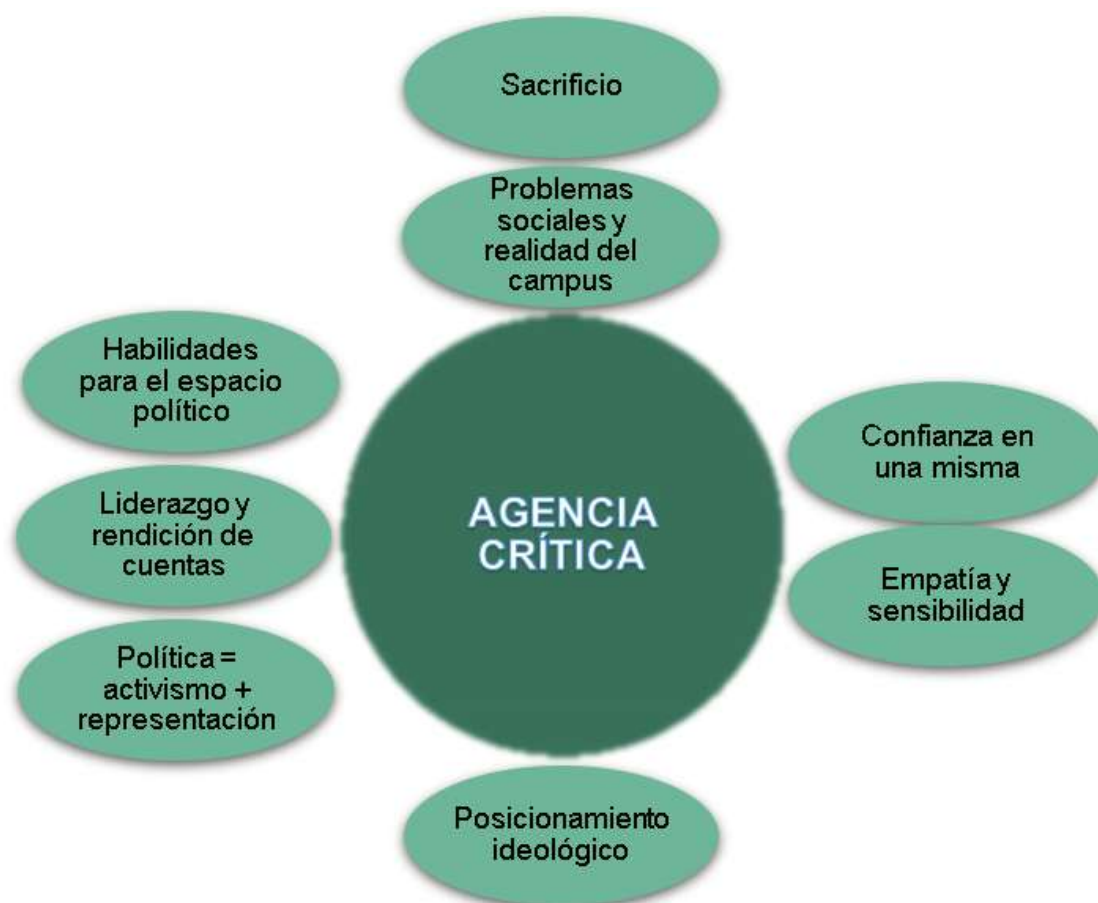 Sacrificio
Problemas
sociales y
realidad del
campus
Habilidades
para el espacio
político
Liderazgo y
rendición de
cuentas
Política =
activismo +
representación
AGENCIA
CRÍTICA
Confianza en
una misma
Empatía y
sensibilidad
Posicionamiento
ideológico